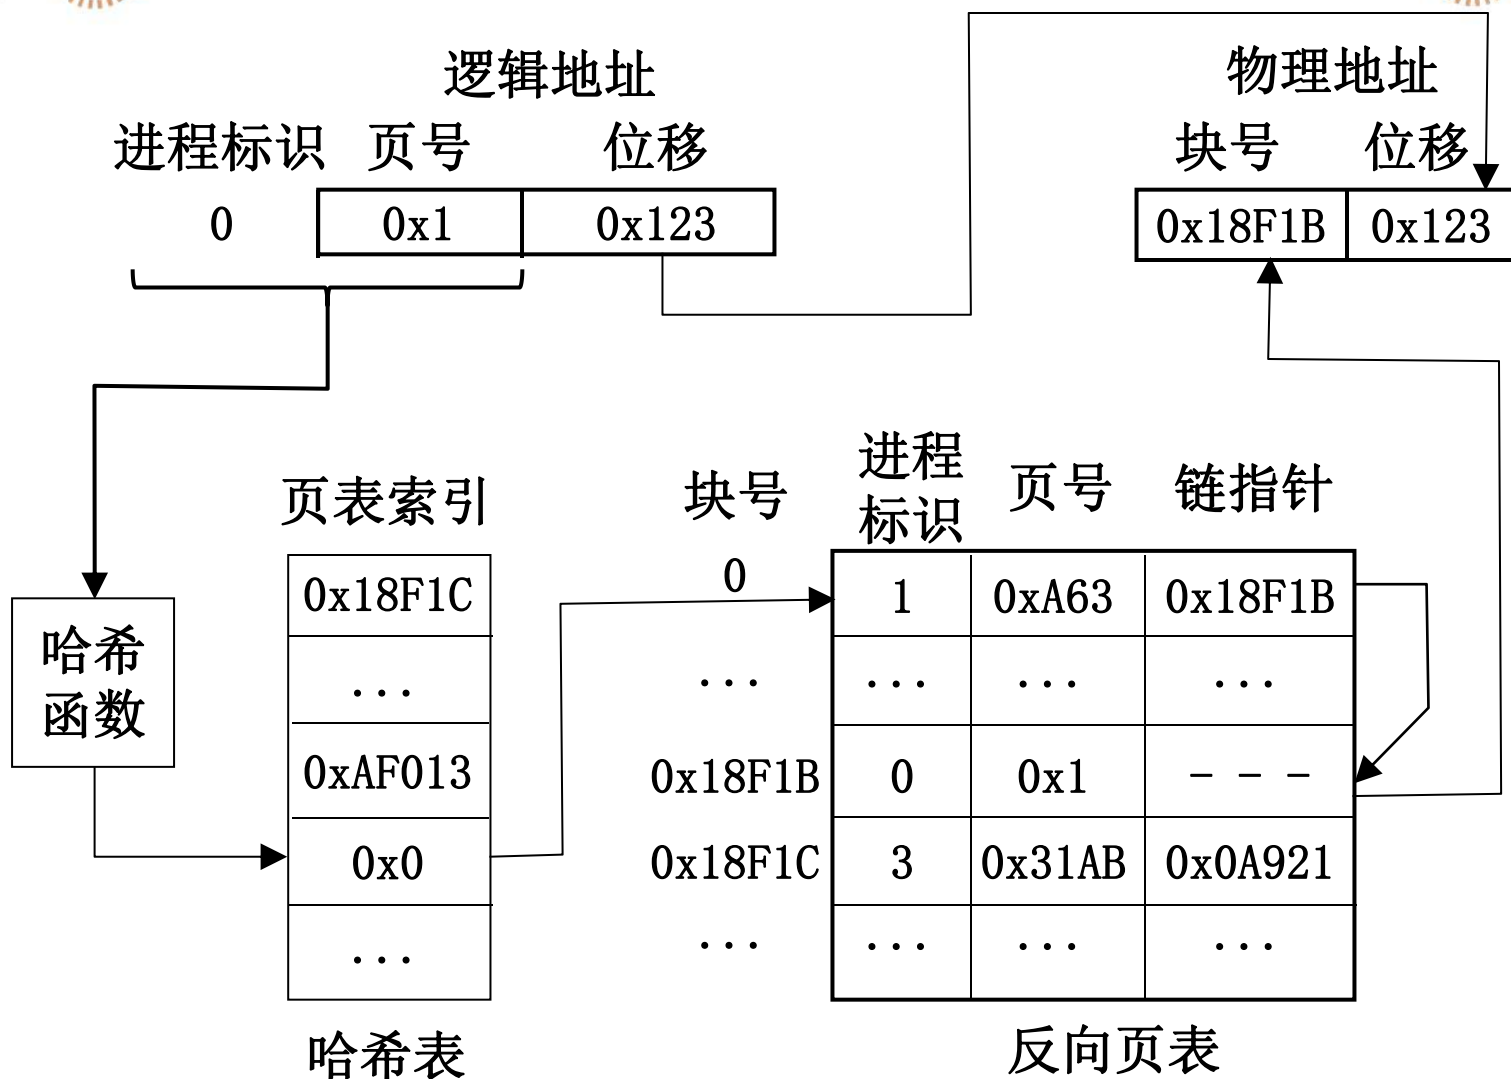 逻辑地址
物理地址
进程标识 页号 位移
块号 位移
0 0x1 0x123
0x18F1B 0x123
页表索引
块号
进程
标识
页号
链指针
哈希
函数
0x18F1C
...
0xAF013
0x0
...
0 1 0xA63 0x18F1B
... ... ... ...
0x18F1B 0 0x1 ---
0x18F1C 3 0x31AB 0x0A921
... ... ... ...
哈希表
反向页表